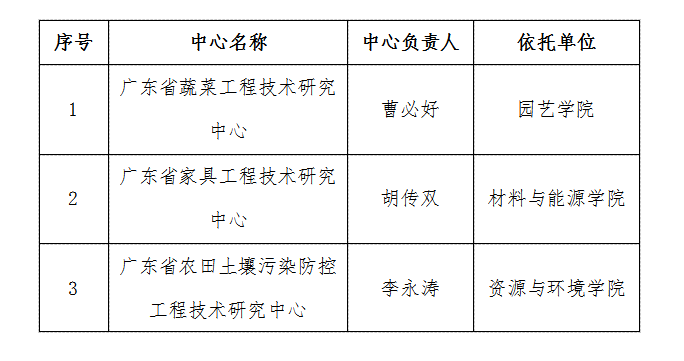 序号 中心名称 中心负责人 依托单位
广东省蔬菜工程技术研究
1 中心 曹必好 园艺学院
广东省家具工程技术研究
2 中心 胡传双 材料与能源学院
广东省农田土壤污染防控
3 工程技术研究中心 李永涛 资源与环境学院